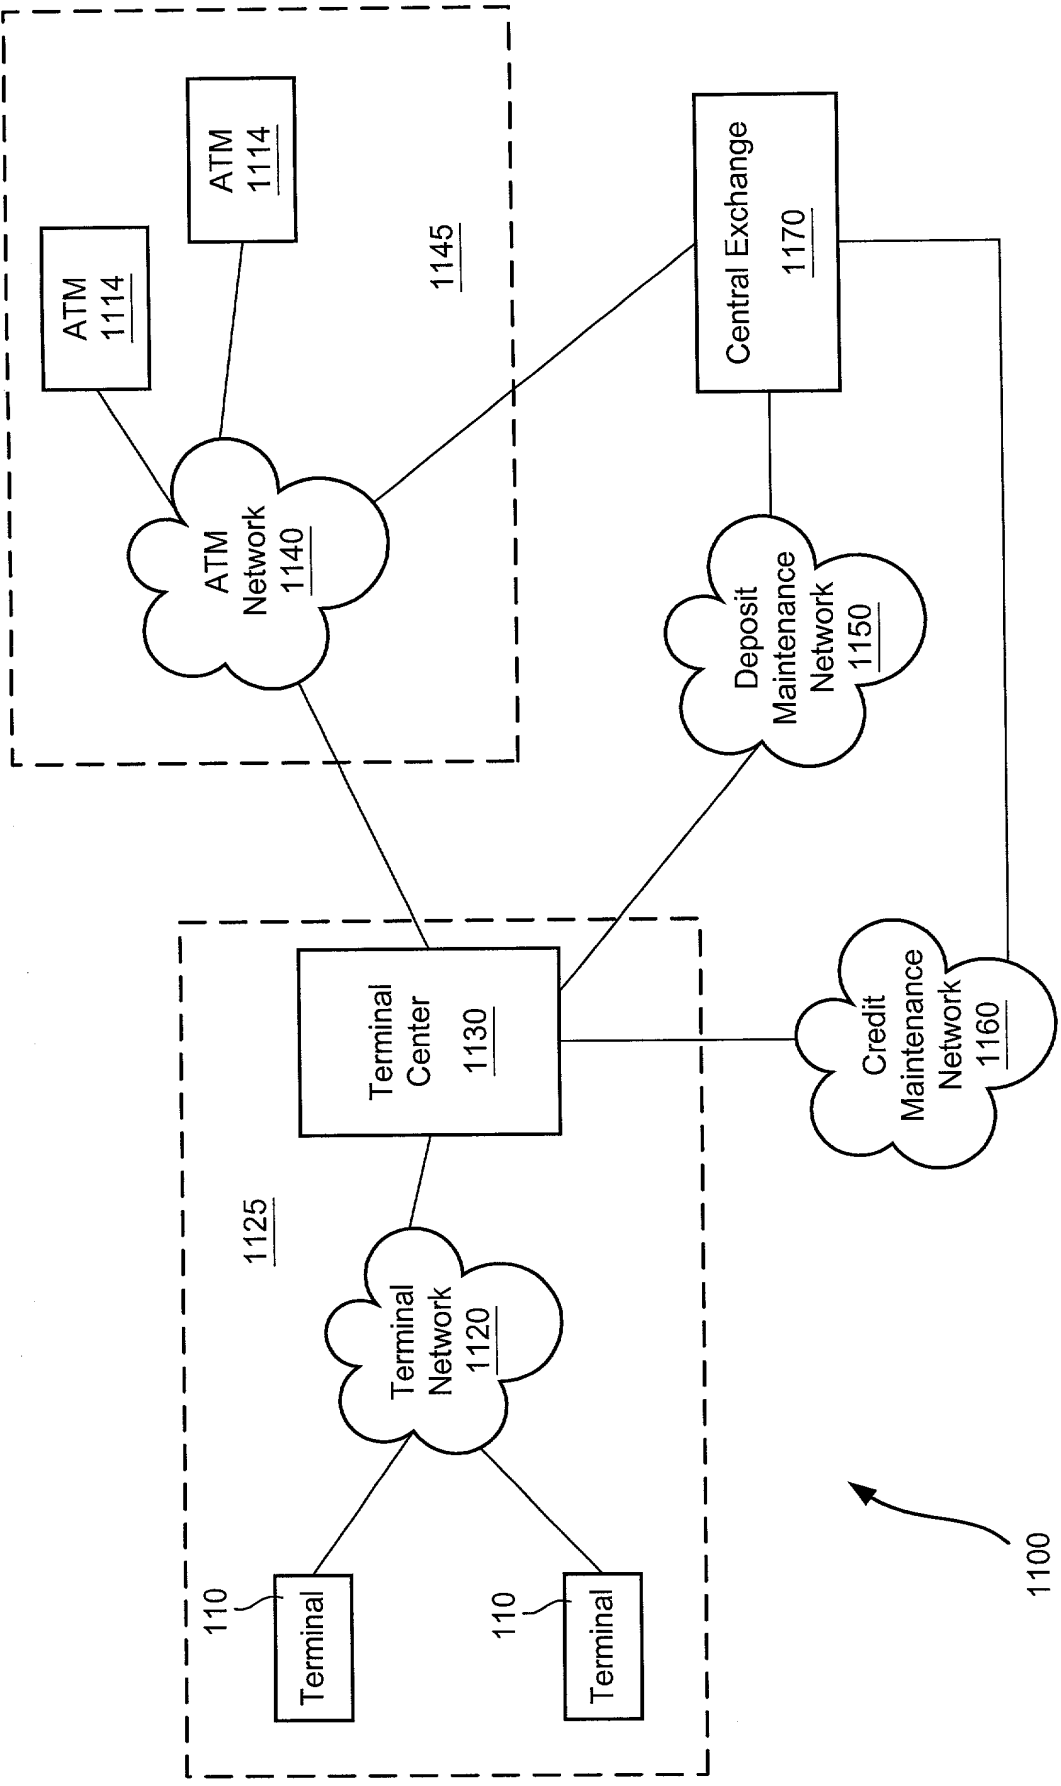 1125
110
Terminal
110
Terminal
Terminal
Network
1120
Terminal
Center
1130
ATM
Network
1140
ATM
1114
ATM
1114
1145
Deposit
Maintenance
Network
1150
Central Exchange
1170
Credit
Maintenance
Network
1160
1100